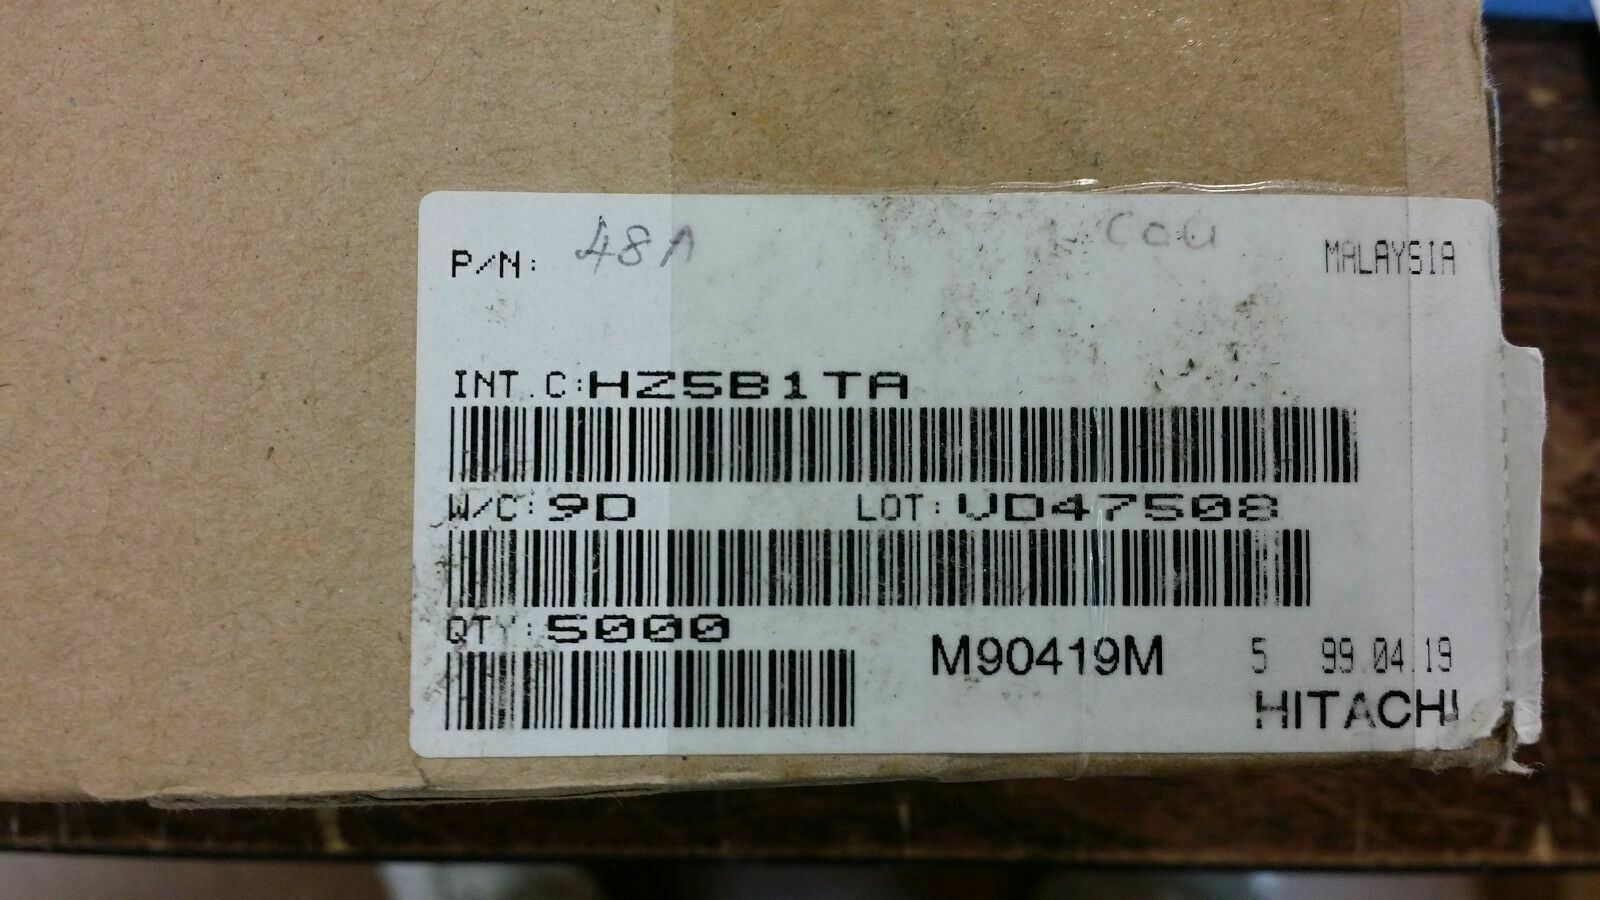 P/N: 48A
MALAYSIA
INT.C:HZ5B1TA
W/C:9D LOT:VD47508
QTY:5000
M90419M 5 99.04.19
HITACHI